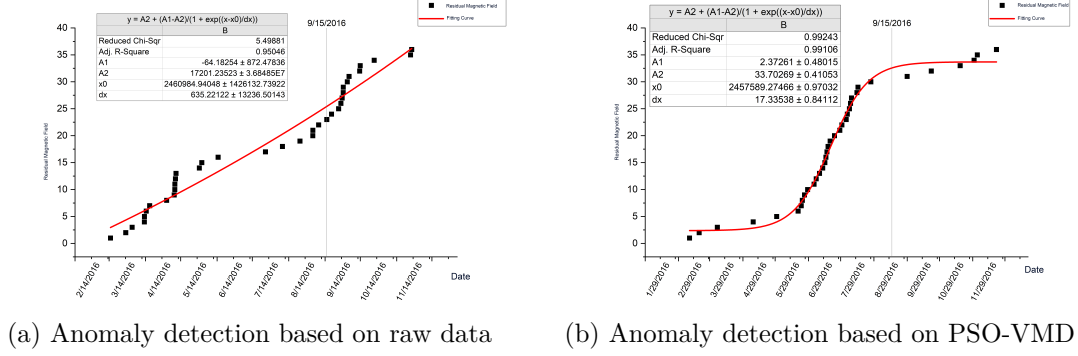 y = A2 + (A1-A2)/(1 + exp((x-x0)/dx))
B
Reduced Chi-Sqr 5.49881
Adj. R-Square 0.95046
A1 -64.18254 ± 872.47836
A2 17201.23523 ± 3.68485E7
x0 2460984.94048 ± 1426132.73922
dx 635.22122 ± 13236.50143
Residual Magnetic Field
Fitting Curve
9/15/2016
40
35
30
25
20
15
10
5
0
Residual Magnetic Field
2/14/2016
3/14/2016
4/14/2016
5/14/2016
6/14/2016
7/14/2016
8/14/2016
9/14/2016
10/14/2016
11/14/2016
Date
(a) Anomaly detection based on raw data
y = A2 + (A1-A2)/(1 + exp((x-x0)/dx))
B
Reduced Chi-Sqr 0.99243
Adj. R-Square 0.99106
A1 2.37261 ± 0.48015
A2 33.70269 ± 0.41053
x0 2457589.27466 ± 0.97032
dx 17.33538 ± 0.84112
Residual Magnetic Field
Fitting Curve
9/15/2016
40
35
30
25
20
15
10
5
0
Residual Magnetic Field
1/29/2016
2/29/2016
3/29/2016
4/29/2016
5/29/2016
6/29/2016
7/29/2016
8/29/2016
9/29/2016
10/29/2016
11/29/2016
Date
(b) Anomaly detection based on PSO-VMD